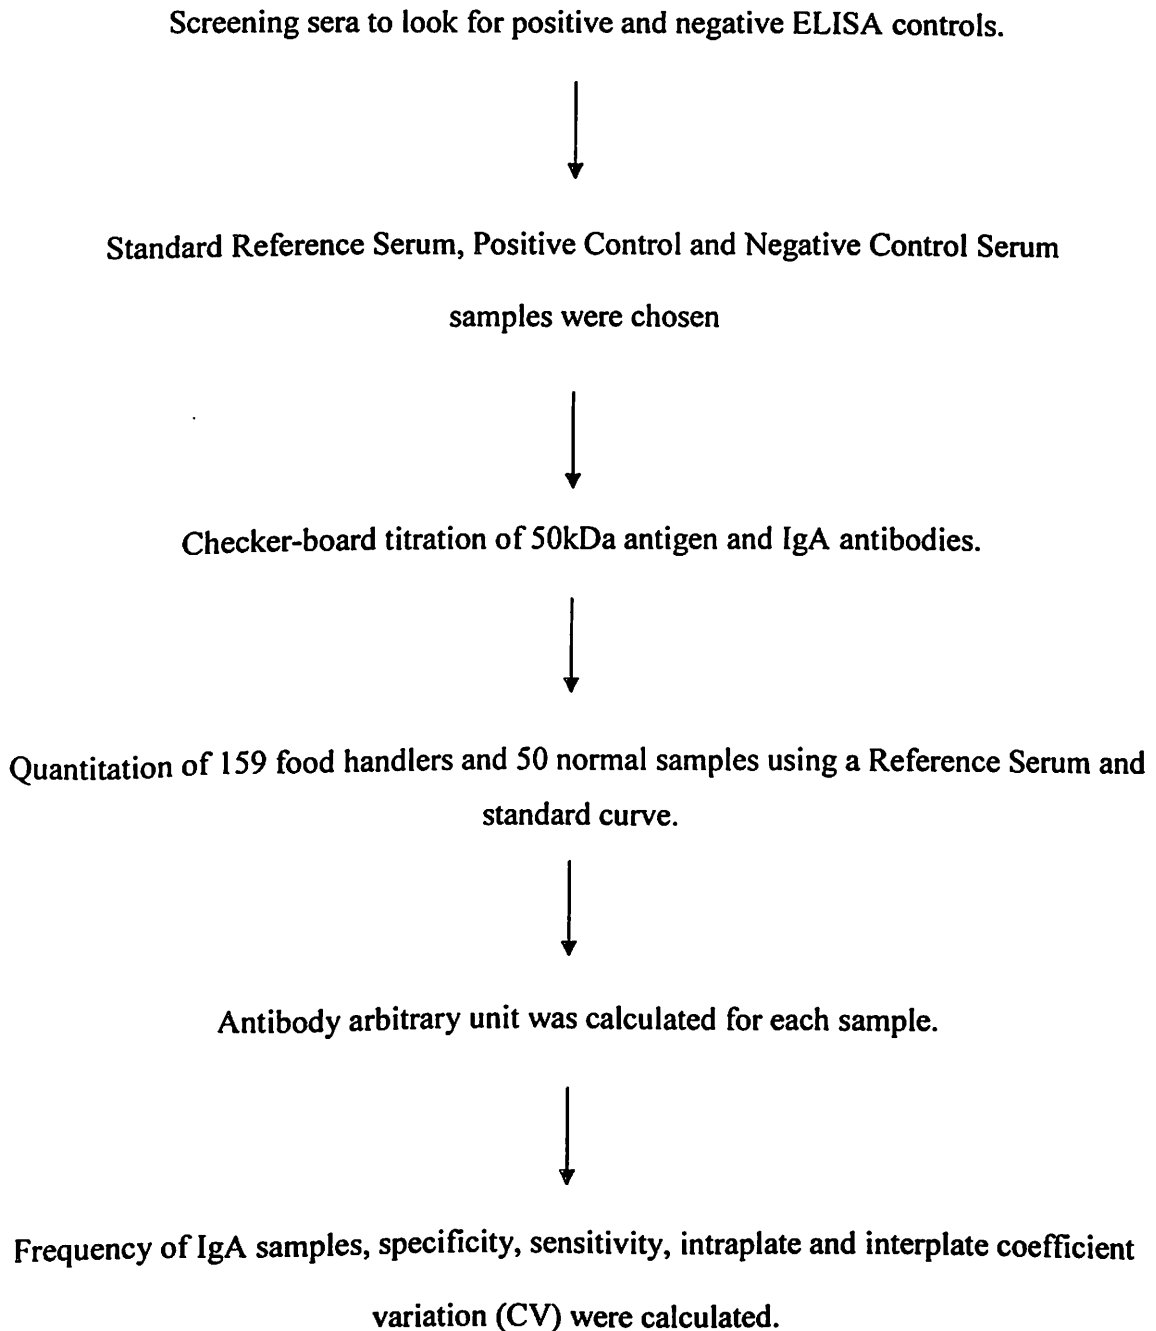 Screening sera to look for positive and negative ELISA controls.
Standard Reference Serum, Positive Control and Negative Control Serum
samples were chosen
Checker-board titration of 50kDa antigen and IgA antibodies.
Quantitation of 159 food handlers and 50 normal samples using a Reference Serum and
standard curve.
Antibody arbitrary unit was calculated for each sample.
Frequency of IgA samples, specificity, sensitivity, intraplate and interplate coefficient
variation (CV) were calculated.